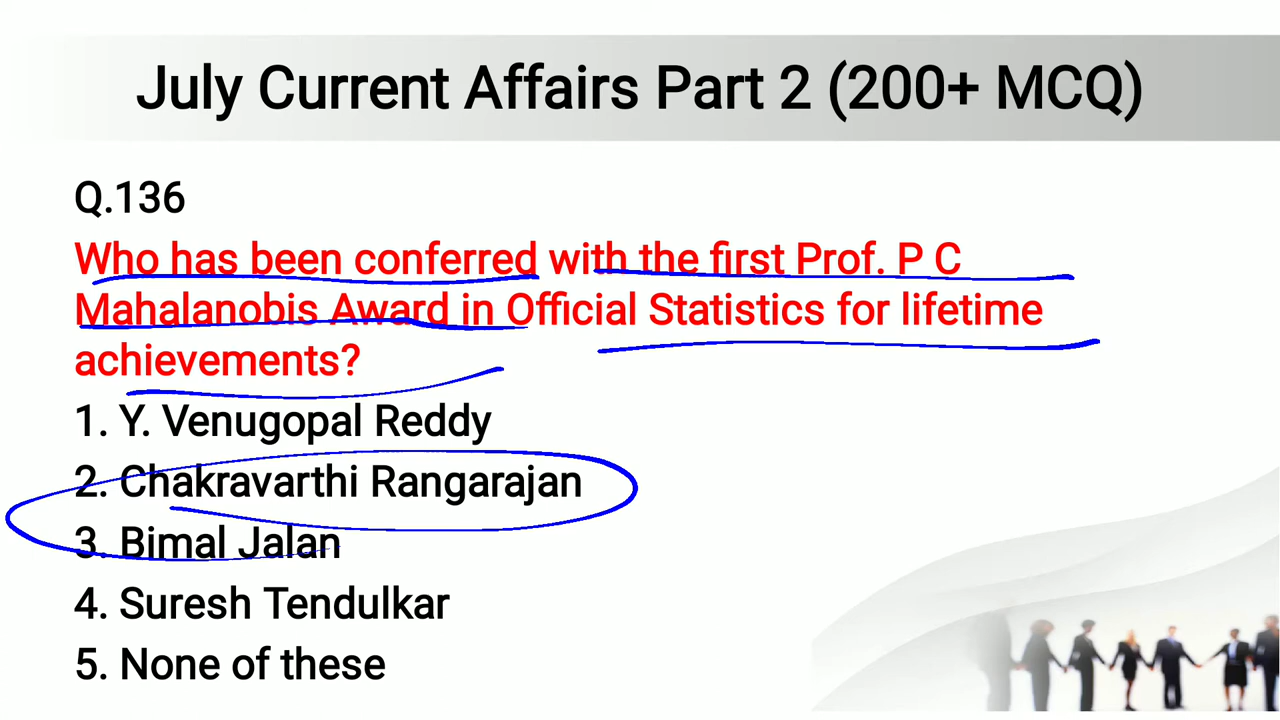 July Current Affairs Part 2 (200+ MCQ)
Q.136
Who has been conferred with the first Prof. P C
Mahalanobis Award in Official Statistics for lifetime
achievements?
1. Y. Venugopal Reddy
2. Chakravarthi Rangarajan
3. Bimal Jalan
4. Suresh Tendulkar
5. None of these